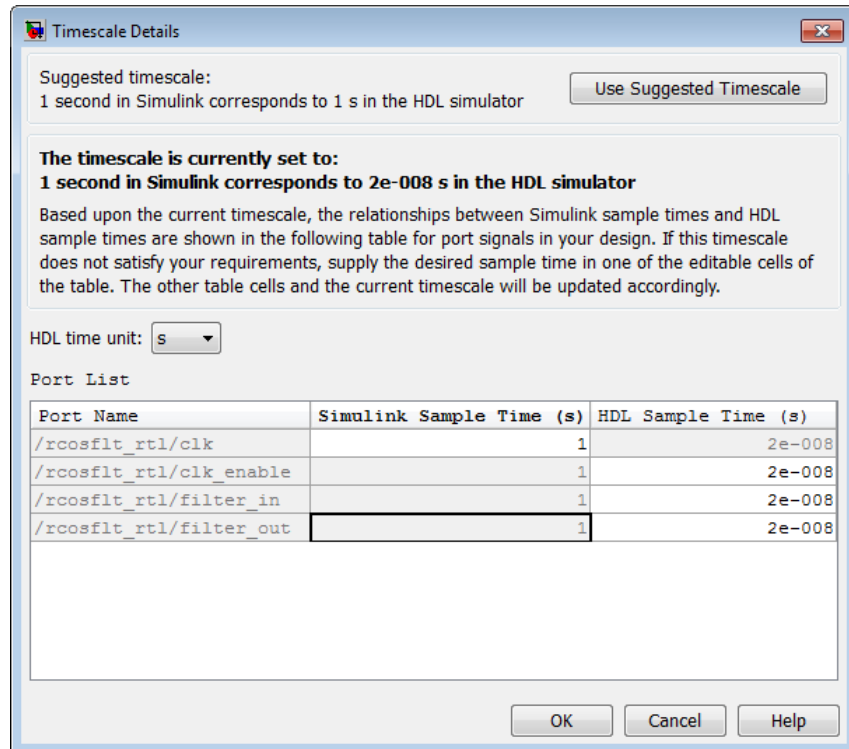 Timescale Details
Suggested timescale:
1 second in Simulink corresponds to 1 s in the HDL simulator
Use Suggested Timescale
The timescale is currently set to:
1 second in Simulink corresponds to 2e-008 s in the HDL simulator
Based upon the current timescale, the relationships between Simulink sample times and HDL
sample times are shown in the following table for port signals in your design. If this timescale
does not satisfy your requirements, supply the desired sample time in one of the editable cells of
the table. The other table cells and the current timescale will be updated accordingly.
HDL time unit: s
Port List
Port Name Simulink Sample Time (s) HDL Sample Time (s)
/rcosflt_rtl/clk 1 2e-008
/rcosflt_rtl/clk_enable 1 2e-008
/rcosflt_rtl/filter_in 1 2e-008
/rcosflt_rtl/filter_out 1 2e-008
OK Cancel Help